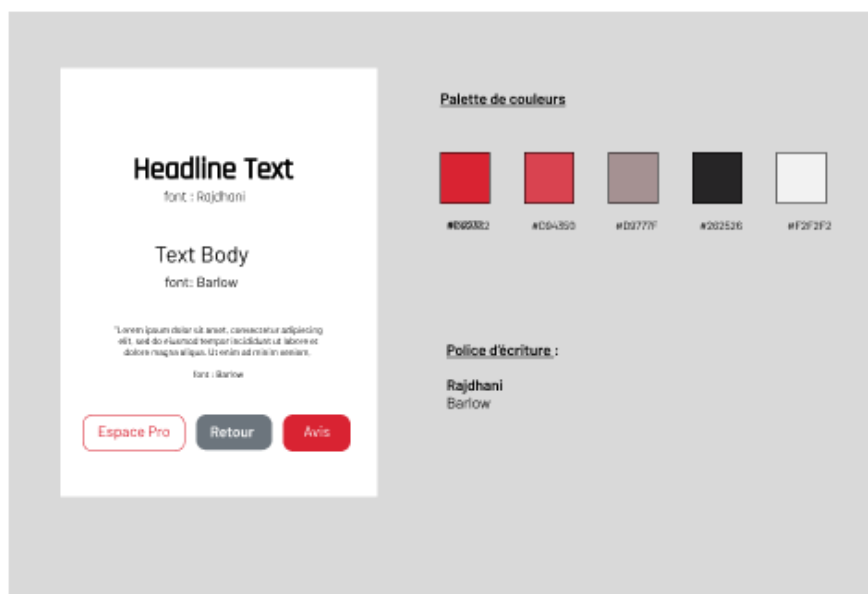 Headline Text
font : Rajdhani
Text Body
font: Barlow
"Lorem ipsum dolor sit amet, consectetur adipiscing
elit, sed do eiusmod tempor incididunt ut labore et
dolore magna aliqua. Ut enim ad minim veniam,
font : Barlow
Espace Pro
Retour
Avis
Palette de couleurs
#D94350
#D9777F
#262526
#F2F2F2
Police d'écriture :
Rajdhani
Barlow